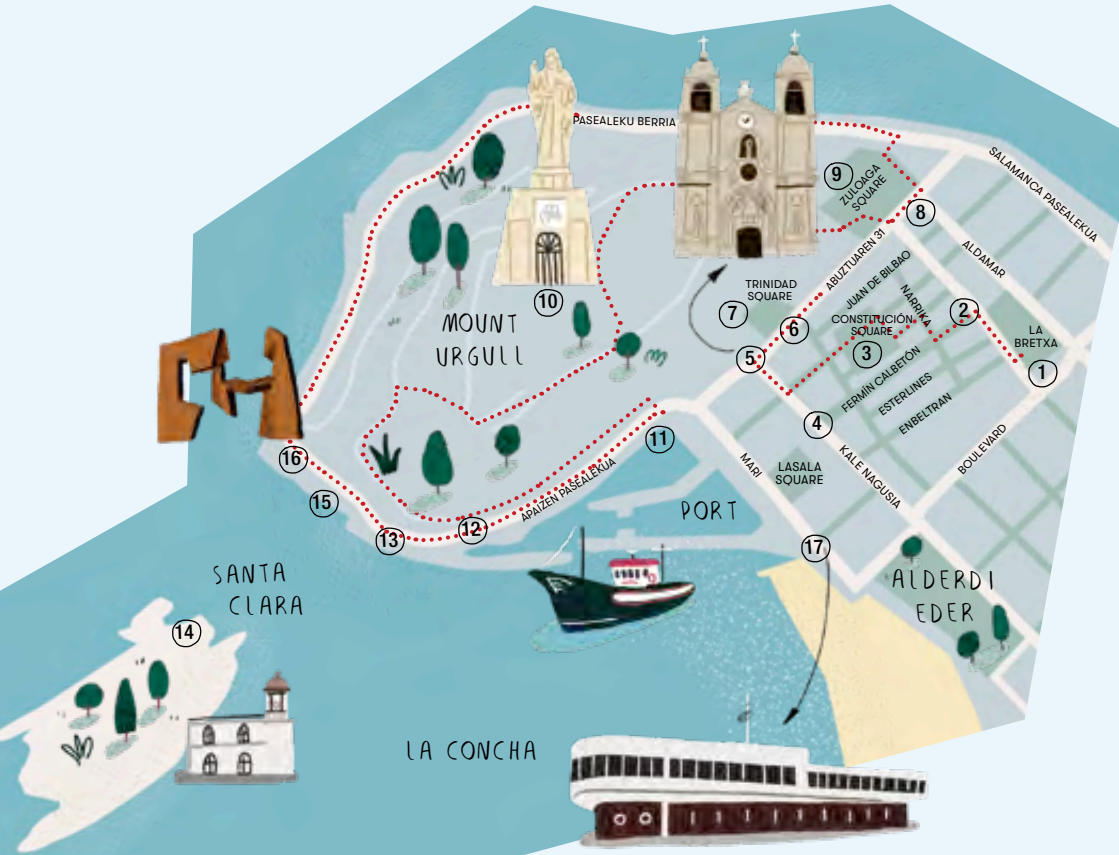 PASEALEKU BERRIA
SALAMANCA PASEALEKUA
9
ZULOAGA
SQUARE
8
ABUZTUAREN 31
ALDAMAR
JUAN DE BILBAO
NARRIKA
TRINIDAD
SQUARE
10
7
6
CONSTITUCIÓN
SQUARE
2
MOUNT
URGULL
3
LA
BRETXA
5
1
FERMÍN CALBETÓN
ESTERLINES
ENBELTRAN
4
11
MARI
KALE NAGUSIA
BOULEVARD
LASALA
SQUARE
16
15
APAIZEN PASEALEKUA
12
13
PORT
17
ALDERDI
EDER
SANTA
CLARA
14
LA CONCHA